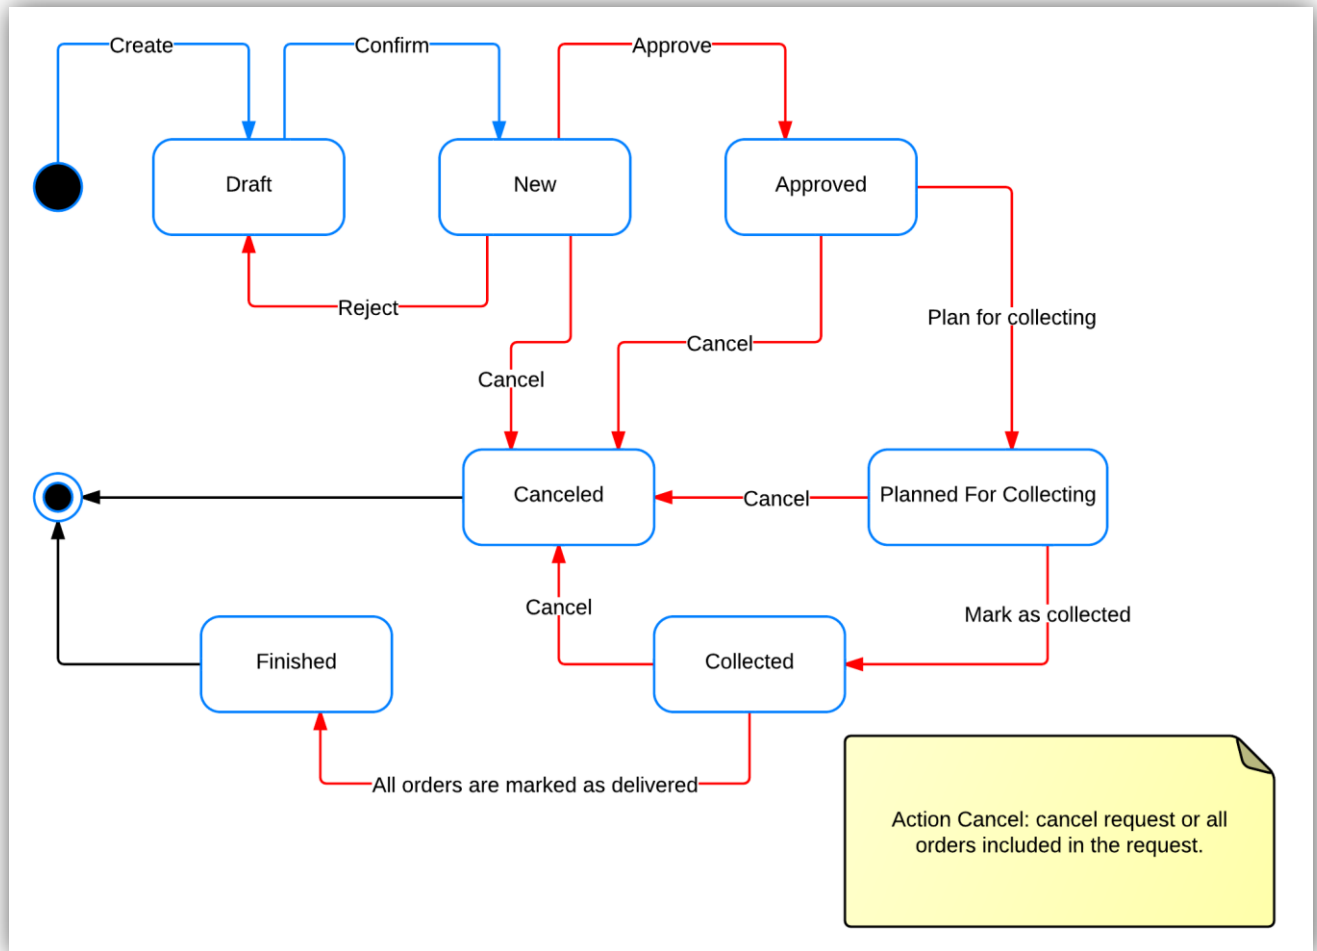 Create
Confirm
Approve
Draft
New
Approved
Reject
Plan for collecting
Cancel
Cancel
Canceled
Cancel
Planned For Collecting
Cancel
Mark as collected
Finished
Collected
All orders are marked as delivered
Action Cancel: cancel request or all
orders included in the request.